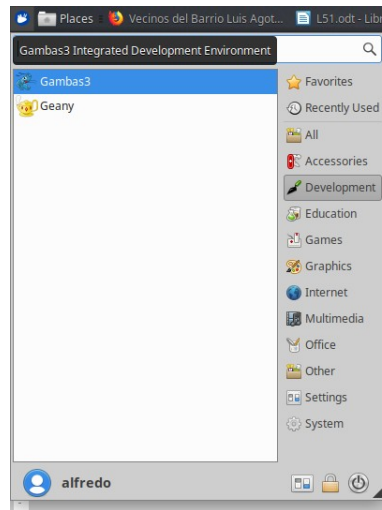 Places Vecinos del Barrio Luis Agot... L51.odt - Libr
Gambas3 Integrated Development Environment
Gambas3
Geany
Favorites
Recently Used
All
Accessories
Development
Education
Games
Graphics
Internet
Multimedia
Office
Other
Settings
System
alfredo